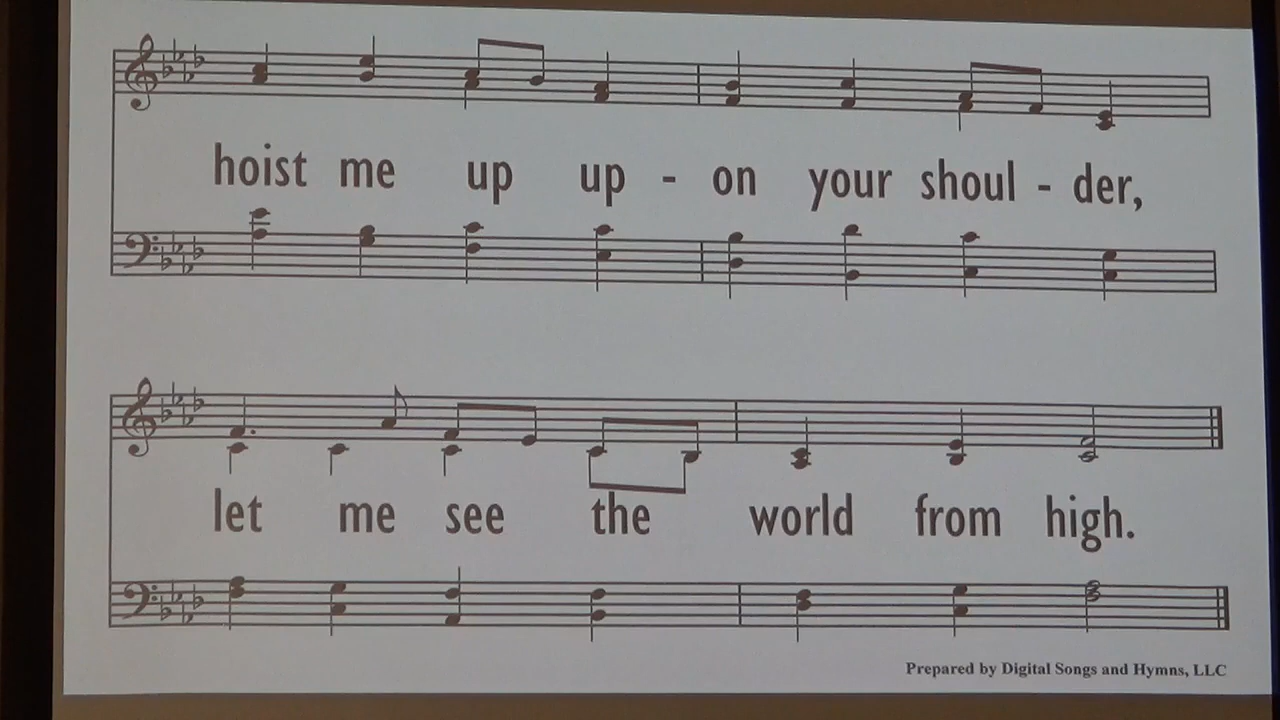 hoist me up up - on your shoul - der,
let me see the world from high.
Prepared by Digital Songs and Hymns, LLC